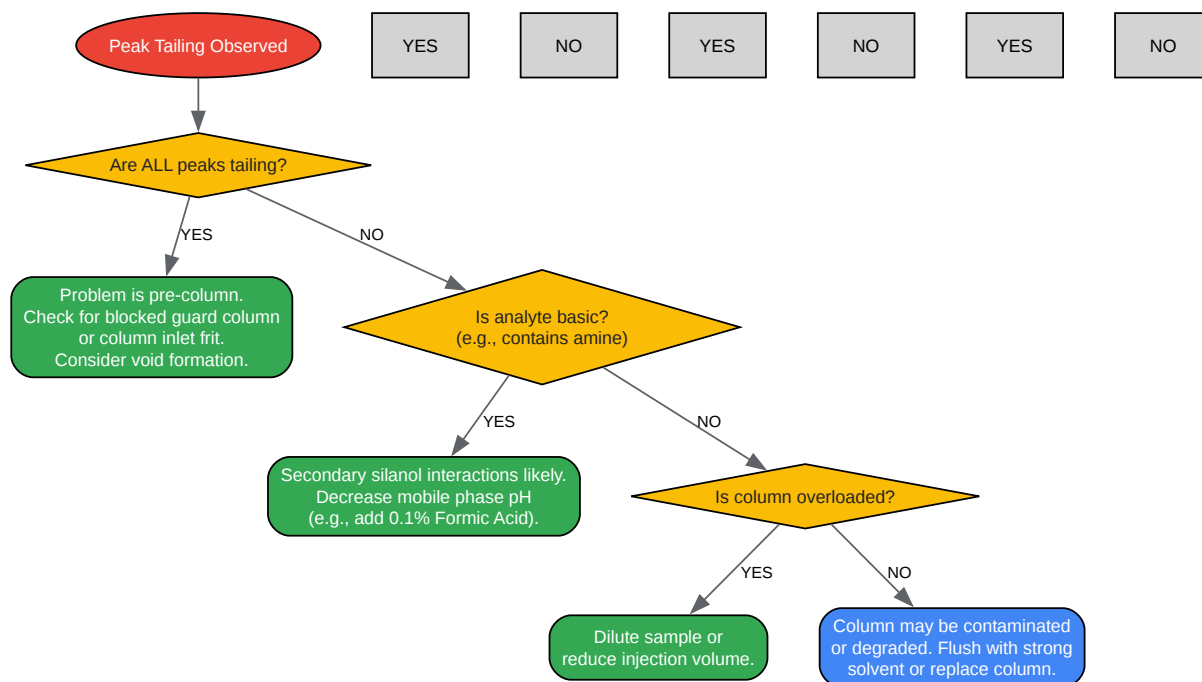 Peak Tailing Observed
YES
NO
YES
NO
YES
NO
Are ALL peaks tailing?
YES
NO
Problem is pre-column.
Check for blocked guard column
or column inlet frit.
Consider void formation.
Is analyte basic?
(e.g., contains amine)
YES
NO
Secondary silanol interactions likely.
Decrease mobile phase pH
(e.g., add 0.1% Formic Acid).
Is column overloaded?
YES
NO
Dilute sample or
reduce injection volume.
Column may be contaminated
or degraded. Flush with strong
solvent or replace column.